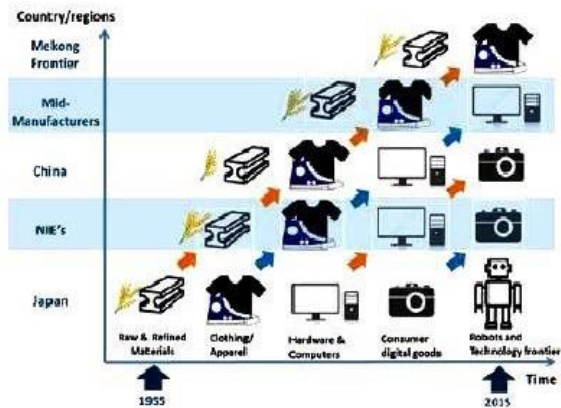 Country/regions
Mekong
Frontier
Mid-
Manufacturers
China
NIE's
Japan
Raw & Refined
Materials
Clothing/
Apparell
Hardware &
Computers
Consumer
digital goods
Robots and
Technology frontier
Time
1955
2015